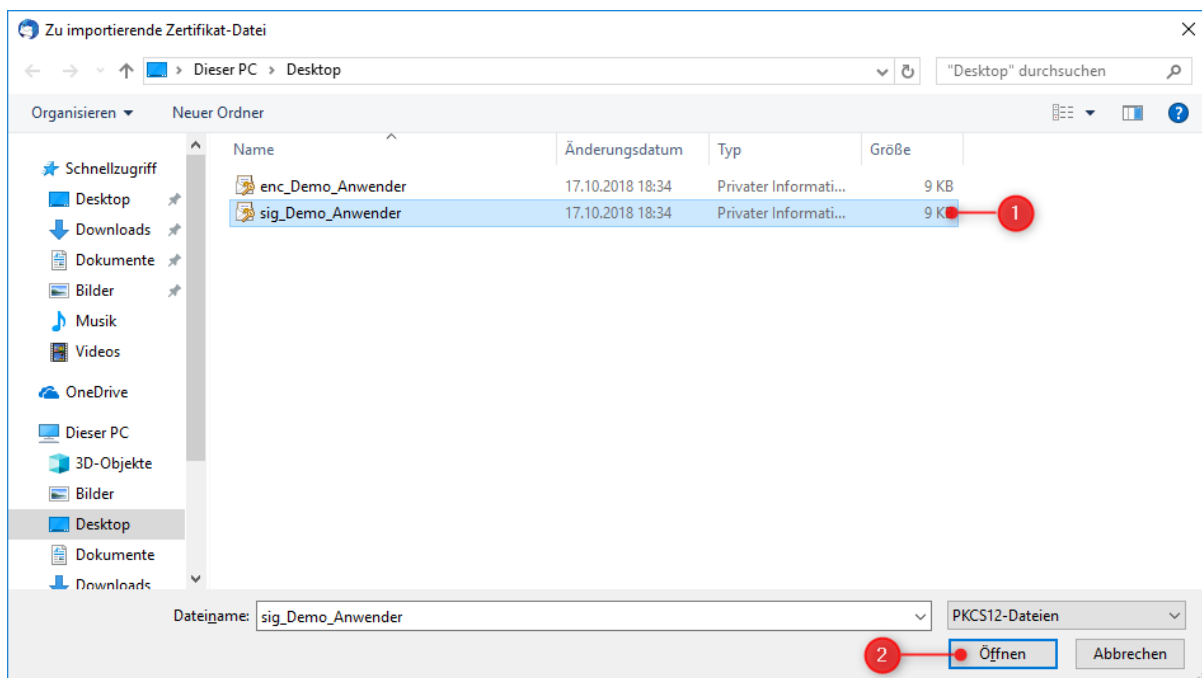 Zu importierende Zertifikat-Datei
Dieser PC > Desktop
"Desktop" durchsuchen
Organisieren
Neuer Ordner
Name
Änderungsdatum
Typ
Größe
enc_Demo_Anwender 17.10.2018 18:34 Privater Informati... 9 KB
sig_Demo_Anwender 17.10.2018 18:34 Privater Informati... 9 KB
1
Schnellzugriff
Desktop
Downloads
Dokumente
Bilder
Musik
Videos
OneDrive
Dieser PC
3D-Objekte
Bilder
Desktop
Dokumente
Downloads
Dateiname: sig_Demo_Anwender
PKCS12-Dateien
2
Öffnen
Abbrechen